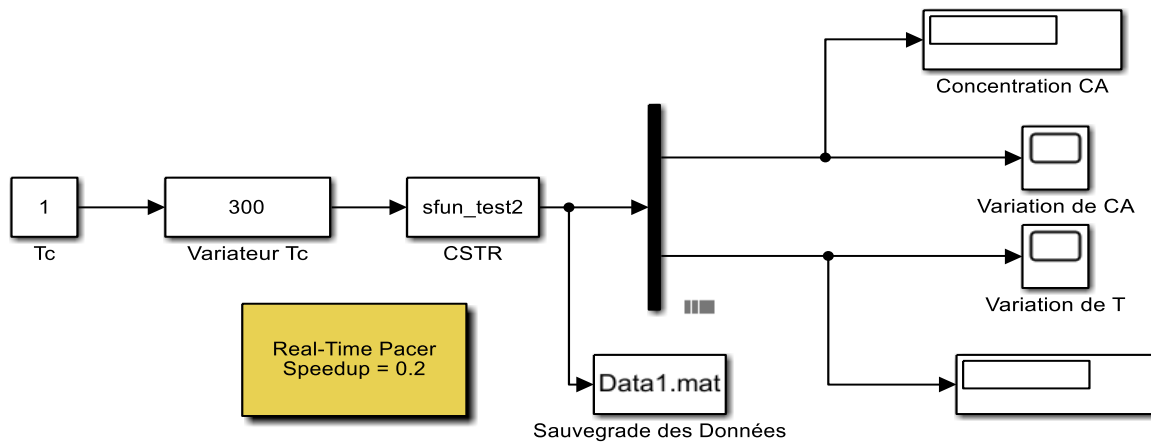 Concentration CA
1
300
sfun_test2
Tc
Variateur Tc
CSTR
Variation de CA
Variation de T
Real-Time Pacer
Speedup = 0.2
Data1.mat
Sauvegrade des Données